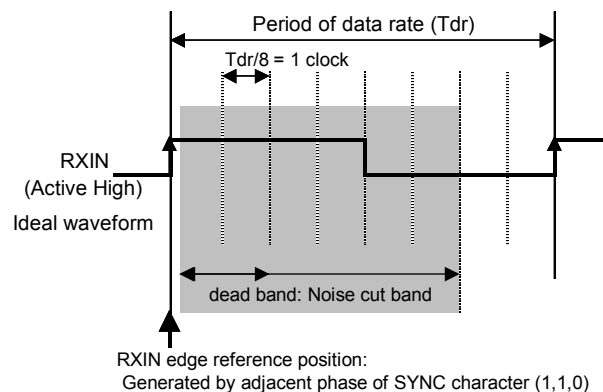 Period of data rate (Tdr)
Tdr/8 = 1 clock
RXIN
(Active High)
Ideal waveform
dead band: Noise cut band
RXIN edge reference position:
Generated by adjacent phase of SYNC character (1,1,0)